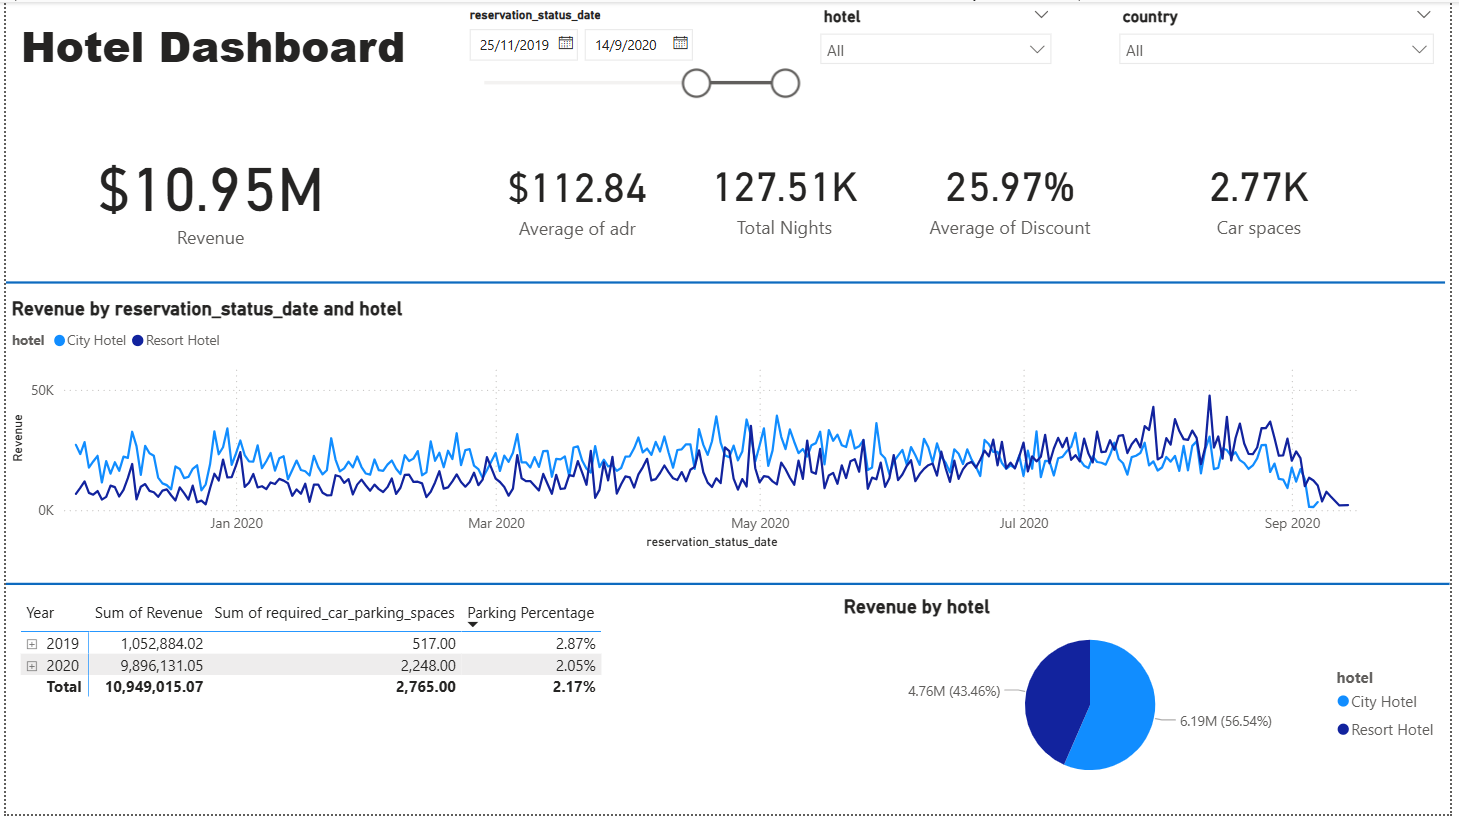 Hotel Dashboard
reservation_status_date
25/11/2019 14/9/2020
hotel
All
country
All
$10.95M
Revenue
$112.84
Average of adr
127.51K
Total Nights
25.97%
Average of Discount
2.77K
Car spaces
Revenue by reservation_status_date and hotel
hotel City Hotel Resort Hotel
Revenue
50K
0K
Jan 2020 Mar 2020 May 2020 Jul 2020 Sep 2020
reservation_status_date
Year Sum of Revenue Sum of required_car_parking_spaces Parking Percentage
2019 1,052,884.02 517.00 2.87%
2020 9,896,131.05 2,248.00 2.05%
Total 10,949,015.07 2,765.00 2.17%
Revenue by hotel
4.76M (43.46%)
6.19M (56.54%)
hotel
City Hotel
Resort Hotel